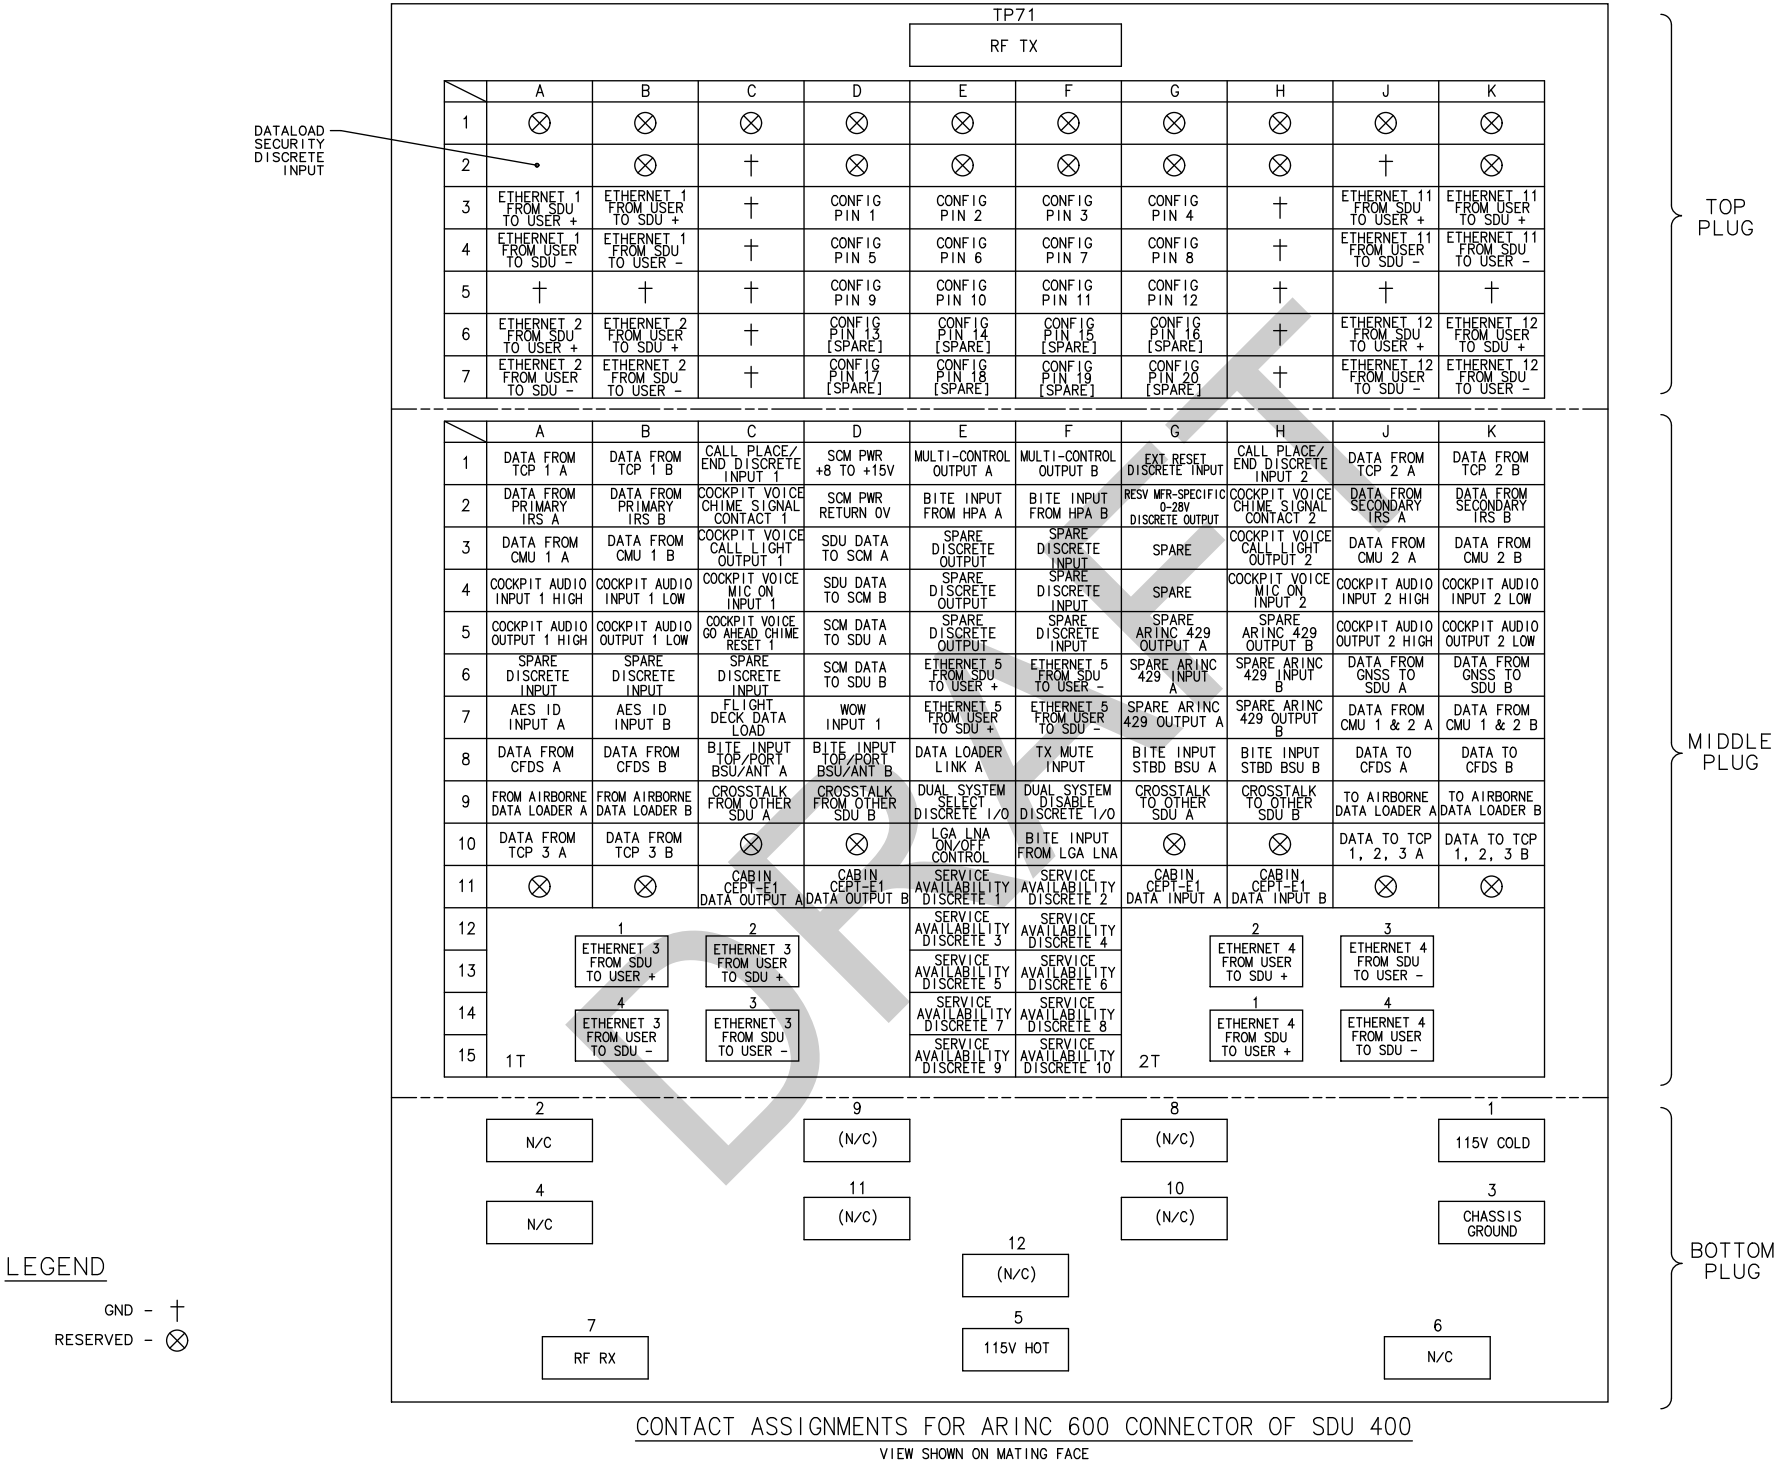 TP71
RF TX
A B C D E F G H J K
1
DATALOAD
SECURITY
DISCRETE
INPUT
2
3 ETHERNET 1 FROM SDU TO USER + ETHERNET 1 FROM USER TO SDU + CONFIG PIN 1 CONFIG PIN 2 CONFIG PIN 3 CONFIG PIN 4 ETHERNET 11 FROM SDU TO USER + ETHERNET 11 FROM USER TO SDU +
4 ETHERNET 1 FROM USER TO SDU - ETHERNET 1 FROM SDU TO USER - CONFIG PIN 5 CONFIG PIN 6 CONFIG PIN 7 CONFIG PIN 8 ETHERNET 11 FROM USER TO SDU - ETHERNET 11 FROM SDU TO USER -
5 CONFIG PIN 9 CONFIG PIN 10 CONFIG PIN 11 CONFIG PIN 12
6 ETHERNET 2 FROM SDU TO USER + ETHERNET 2 FROM USER TO SDU + CONFIG PIN 13 [SPARE] CONFIG PIN 14 [SPARE] CONFIG PIN 15 [SPARE] CONFIG PIN 16 [SPARE] ETHERNET 12 FROM SDU TO USER + ETHERNET 12 FROM USER TO SDU +
7 ETHERNET 2 FROM USER TO SDU - ETHERNET 2 FROM SDU TO USER - CONFIG PIN 17 [SPARE] CONFIG PIN 18 [SPARE] CONFIG PIN 19 [SPARE] CONFIG PIN 20 [SPARE] ETHERNET 12 FROM USER TO SDU - ETHERNET 12 FROM SDU TO USER -
TOP
PLUG
A B C D E F G H J K
1 DATA FROM TCP 1 A DATA FROM TCP 1 B CALL PLACE/ END DISCRETE INPUT 1 SCM PWR +8 TO +15V MULTI-CONTROL OUTPUT A MULTI-CONTROL OUTPUT B EXT RESET DISCRETE INPUT CALL PLACE/ END DISCRETE INPUT 2 DATA FROM TCP 2 A DATA FROM TCP 2 B
2 DATA FROM PRIMARY IRS A DATA FROM PRIMARY IRS B COCKPIT VOICE CHIME SIGNAL CONTACT 1 SCM PWR RETURN 0V BITE INPUT FROM HPA A BITE INPUT FROM HPA B RESV MFR-SPECIFIC 0-28V DISCRETE OUTPUT COCKPIT VOICE CHIME SIGNAL CONTACT 2 DATA FROM SECONDARY IRS A DATA FROM SECONDARY IRS B
3 DATA FROM CMU 1 A DATA FROM CMU 1 B COCKPIT VOICE CALL LIGHT OUTPUT 1 SDU DATA TO SCM A SPARE DISCRETE OUTPUT SPARE DISCRETE INPUT SPARE COCKPIT VOICE CALL LIGHT OUTPUT 2 DATA FROM CMU 2 A DATA FROM CMU 2 B
4 COCKPIT AUDIO INPUT 1 HIGH COCKPIT AUDIO INPUT 1 LOW COCKPIT VOICE MIC ON INPUT 1 SDU DATA TO SCM B SPARE DISCRETE OUTPUT SPARE DISCRETE INPUT SPARE COCKPIT VOICE MIC ON INPUT 2 COCKPIT AUDIO INPUT 2 HIGH COCKPIT AUDIO INPUT 2 LOW
5 COCKPIT AUDIO OUTPUT 1 HIGH COCKPIT AUDIO OUTPUT 1 LOW COCKPIT VOICE GO AHEAD CHIME RESET 1 SCM DATA TO SDU A SPARE DISCRETE OUTPUT SPARE DISCRETE INPUT SPARE ARINC 429 OUTPUT A SPARE ARINC 429 OUTPUT B COCKPIT AUDIO OUTPUT 2 HIGH COCKPIT AUDIO OUTPUT 2 LOW
6 SPARE DISCRETE INPUT SPARE DISCRETE INPUT SPARE DISCRETE INPUT SCM DATA TO SDU B ETHERNET 5 FROM SDU TO USER + ETHERNET 5 FROM SDU TO USER - SPARE ARINC 429 INPUT A SPARE ARINC 429 INPUT B DATA FROM GNSS TO SDU A DATA FROM GNSS TO SDU B
7 AES ID INPUT A AES ID INPUT B FLIGHT DECK DATA LOAD WOW INPUT 1 ETHERNET 5 FROM USER TO SDU + ETHERNET 5 FROM USER TO SDU - SPARE ARINC 429 OUTPUT A SPARE ARINC 429 OUTPUT B DATA FROM CMU 1 & 2 A DATA FROM CMU 1 & 2 B
8 DATA FROM CFDS A DATA FROM CFDS B BITE INPUT TOP/PORT BSU/ANT A BITE INPUT TOP/PORT BSU/ANT B DATA LOADER LINK A TX MUTE INPUT BITE INPUT STBD BSU A BITE INPUT STBD BSU B DATA TO CFDS A DATA TO CFDS B
9 FROM AIRBORNE DATA LOADER A FROM AIRBORNE DATA LOADER B CROSSTALK FROM OTHER SDU A CROSSTALK FROM OTHER SDU B DUAL SYSTEM SELECT DISCRETE I/O DUAL SYSTEM DISABLE DISCRETE I/O CROSSTALK TO OTHER SDU A CROSSTALK TO OTHER SDU B TO AIRBORNE DATA LOADER A TO AIRBORNE DATA LOADER B
10 DATA FROM TCP 3 A DATA FROM TCP 3 B LGA LNA ON/OFF CONTROL BITE INPUT FROM LGA LNA DATA TO TCP 1, 2, 3 A DATA TO TCP 1, 2, 3 B
11 CABIN CEPT-E1 DATA OUTPUT A CABIN CEPT-E1 DATA OUTPUT B SERVICE AVAILABILITY DISCRETE 1 SERVICE AVAILABILITY DISCRETE 2 CABIN CEPT-E1 DATA INPUT A CABIN CEPT-E1 DATA INPUT B
12 SERVICE AVAILABILITY DISCRETE 3 SERVICE AVAILABILITY DISCRETE 4
1 ETHERNET 3 FROM SDU TO USER + 2 ETHERNET 3 FROM USER TO SDU + 2 ETHERNET 4 FROM USER TO SDU + 3 ETHERNET 4 FROM SDU TO USER -
13 SERVICE AVAILABILITY DISCRETE 5 SERVICE AVAILABILITY DISCRETE 6
14 SERVICE AVAILABILITY DISCRETE 7 SERVICE AVAILABILITY DISCRETE 8
4 ETHERNET 3 FROM USER TO SDU - 3 ETHERNET 3 FROM SDU TO USER - 1 ETHERNET 4 FROM SDU TO USER + 4 ETHERNET 4 FROM USER TO SDU -
15 1T SERVICE AVAILABILITY DISCRETE 9 SERVICE AVAILABILITY DISCRETE 10 2T
MIDDLE
PLUG
DRAFT
2 9 8 1
N/C (N/C) (N/C) 115V COLD
4 11 10 3
N/C (N/C) (N/C) CHASSIS GROUND
12
(N/C)
7 5 6
RF RX 115V HOT N/C
BOTTOM
PLUG
LEGEND
GND -
RESERVED -
CONTACT ASSIGNMENTS FOR ARINC 600 CONNECTOR OF SDU 400
VIEW SHOWN ON MATING FACE